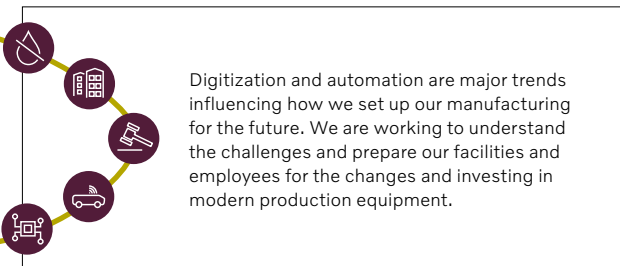 Digitization and automation are major trends
influencing how we set up our manufacturing
for the future. We are working to understand
the challenges and prepare our facilities and
employees for the changes and investing in
modern production equipment.